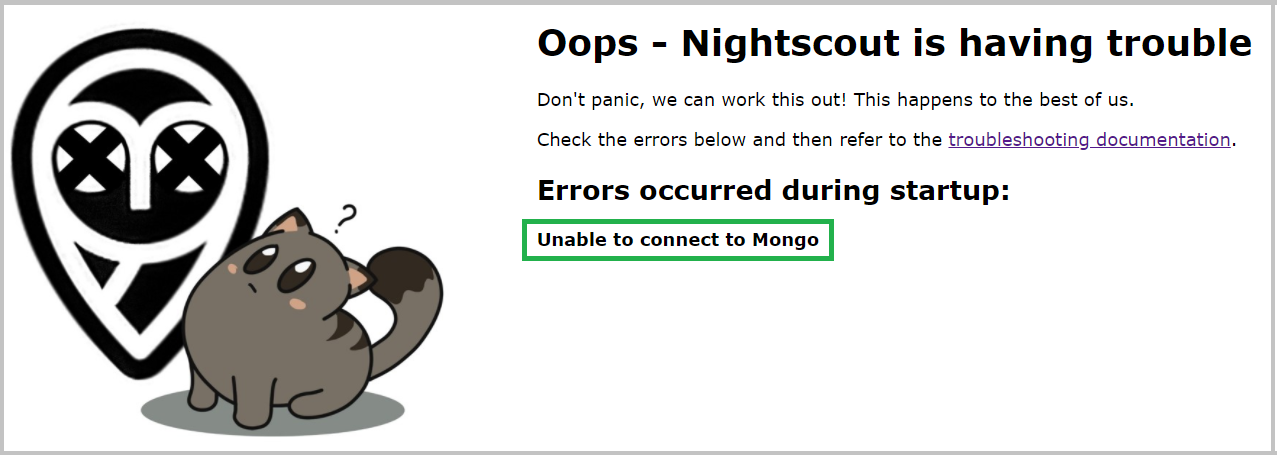 Oops - Nightscout is having trouble
Don't panic, we can work this out! This happens to the best of us.
Check the errors below and then refer to the troubleshooting documentation.
Errors occurred during startup:
?
Unable to connect to Mongo